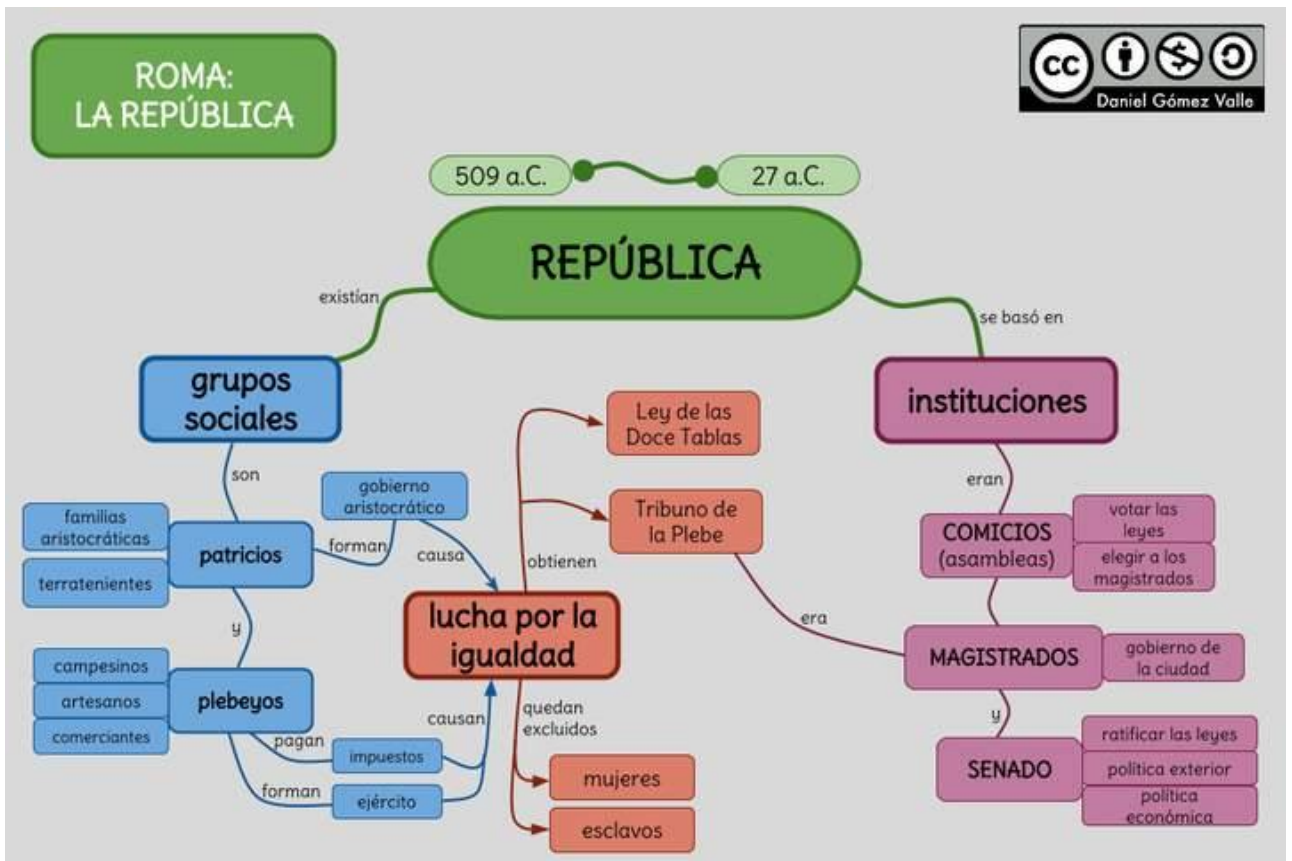 ROMA:
LA REPÚBLICA
cc
Daniel Gómez Valle
509 a.C.
27 a.C.
REPÚBLICA
existían
se basó en
grupos
sociales
son
familias
aristocráticas
terratenientes
patricios
forman
gobierno
aristocrático
causa
y
campesinos
artesanos
comerciantes
plebeyos
pagan
impuestos
forman
ejército
causan
lucha por la
igualdad
obtienen
Ley de las
Doce Tablas
Tribuno de
la Plebe
era
quedan
excluidos
mujeres
esclavos
instituciones
eran
COMICIOS
(asambleas)
votar las
leyes
elegir a los
magistrados
MAGISTRADOS
gobierno de
la ciudad
y
SENADO
ratificar las leyes
política exterior
política
económica